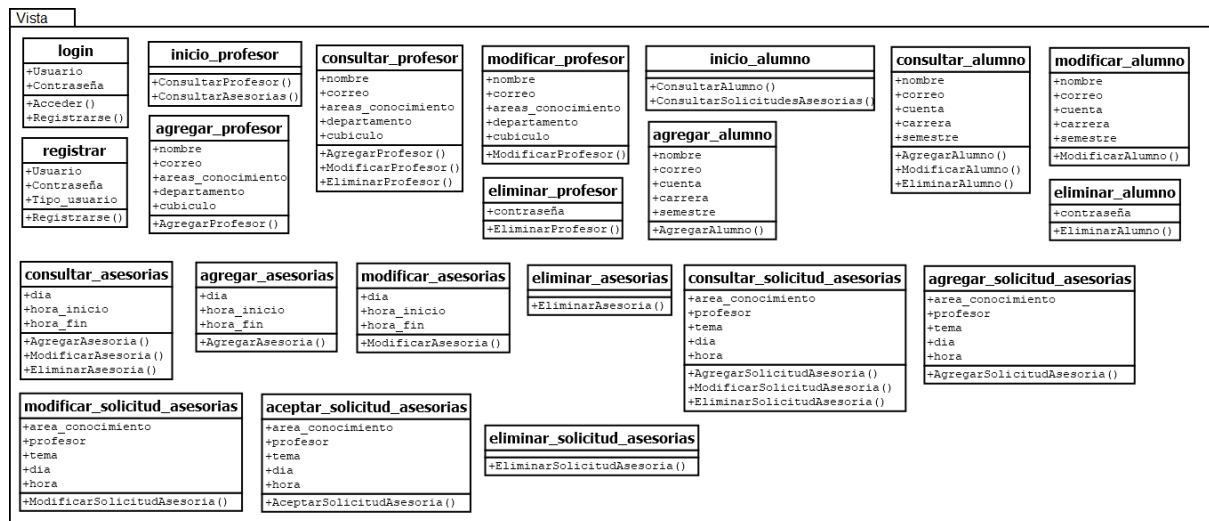 Vista
login
+Usuario
+Contraseña
+Acceder()
+Registrarse()
registrar
+Usuario
+Contraseña
+Tipo_usuario
+Registrarse()
inicio_profesor
+ConsultarProfesor()
+ConsultarAsesorias()
agregar_profesor
+nombre
+correo
+areas_conocimiento
+departamento
+cubiculo
+AgregarProfesor()
consultar_profesor
+nombre
+correo
+areas_conocimiento
+departamento
+cubiculo
+AgregarProfesor()
+ModificarProfesor()
+EliminarProfesor()
modificar_profesor
+nombre
+correo
+areas_conocimiento
+departamento
+cubiculo
+ModificarProfesor()
eliminar_profesor
+contraseña
+EliminarProfesor()
inicio_alumno
+ConsultarAlumno()
+ConsultarSolicitudesAsesorias()
agregar_alumno
+nombre
+correo
+cuenta
+carrera
+semestre
+AgregarAlumno()
consultar_alumno
+nombre
+correo
+cuenta
+carrera
+semestre
+AgregarAlumno()
+ModificarAlumno()
+EliminarAlumno()
modificar_alumno
+nombre
+correo
+cuenta
+carrera
+semestre
+ModificarAlumno()
eliminar_alumno
+contraseña
+EliminarAlumno()
consultar_asesorias
+dia
+hora_inicio
+hora_fin
+AgregarAsesoria()
+ModificarAsesoria()
+EliminarAsesoria()
agregar_asesorias
+dia
+hora_inicio
+hora_fin
+AgregarAsesoria()
modificar_asesorias
+dia
+hora_inicio
+hora_fin
+ModificarAsesoria()
eliminar_asesorias
+EliminarAsesoria()
consultar_solicitud_asesorias
+area_conocimiento
+profesor
+tema
+dia
+hora
+AgregarSolicitudAsesoria()
+ModificarSolicitudAsesoria()
+EliminarSolicitudAsesoria()
agregar_solicitud_asesorias
+area_conocimiento
+profesor
+tema
+dia
+hora
+AgregarSolicitudAsesoria()
modificar_solicitud_asesorias
+area_conocimiento
+profesor
+tema
+dia
+hora
+ModificarSolicitudAsesoria()
aceptar_solicitud_asesorias
+area_conocimiento
+profesor
+tema
+dia
+hora
+AceptarSolicitudAsesoria()
eliminar_solicitud_asesorias
+EliminarSolicitudAsesoria()